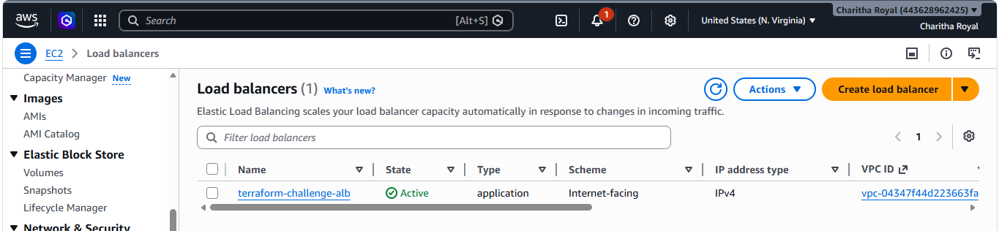 aws Search [Alt+S] 1 United States (N. Virginia) ▼ Charitha Royal (443628962425) ▼
Charitha Royal
EC2 > Load balancers
Capacity Manager New
▼ Images
AMIs
AMI Catalog
▼ Elastic Block Store
Volumes
Snapshots
Lifecycle Manager
▼ Network & Security
Load balancers (1) What's new? Actions ▼ Create load balancer ▼
Elastic Load Balancing scales your load balancer capacity automatically in response to changes in incoming traffic.
Filter load balancers < 1 >
Name State Type Scheme IP address type VPC ID
terraform-challenge-alb Active application Internet-facing IPv4 vpc-04347f44d223663fa